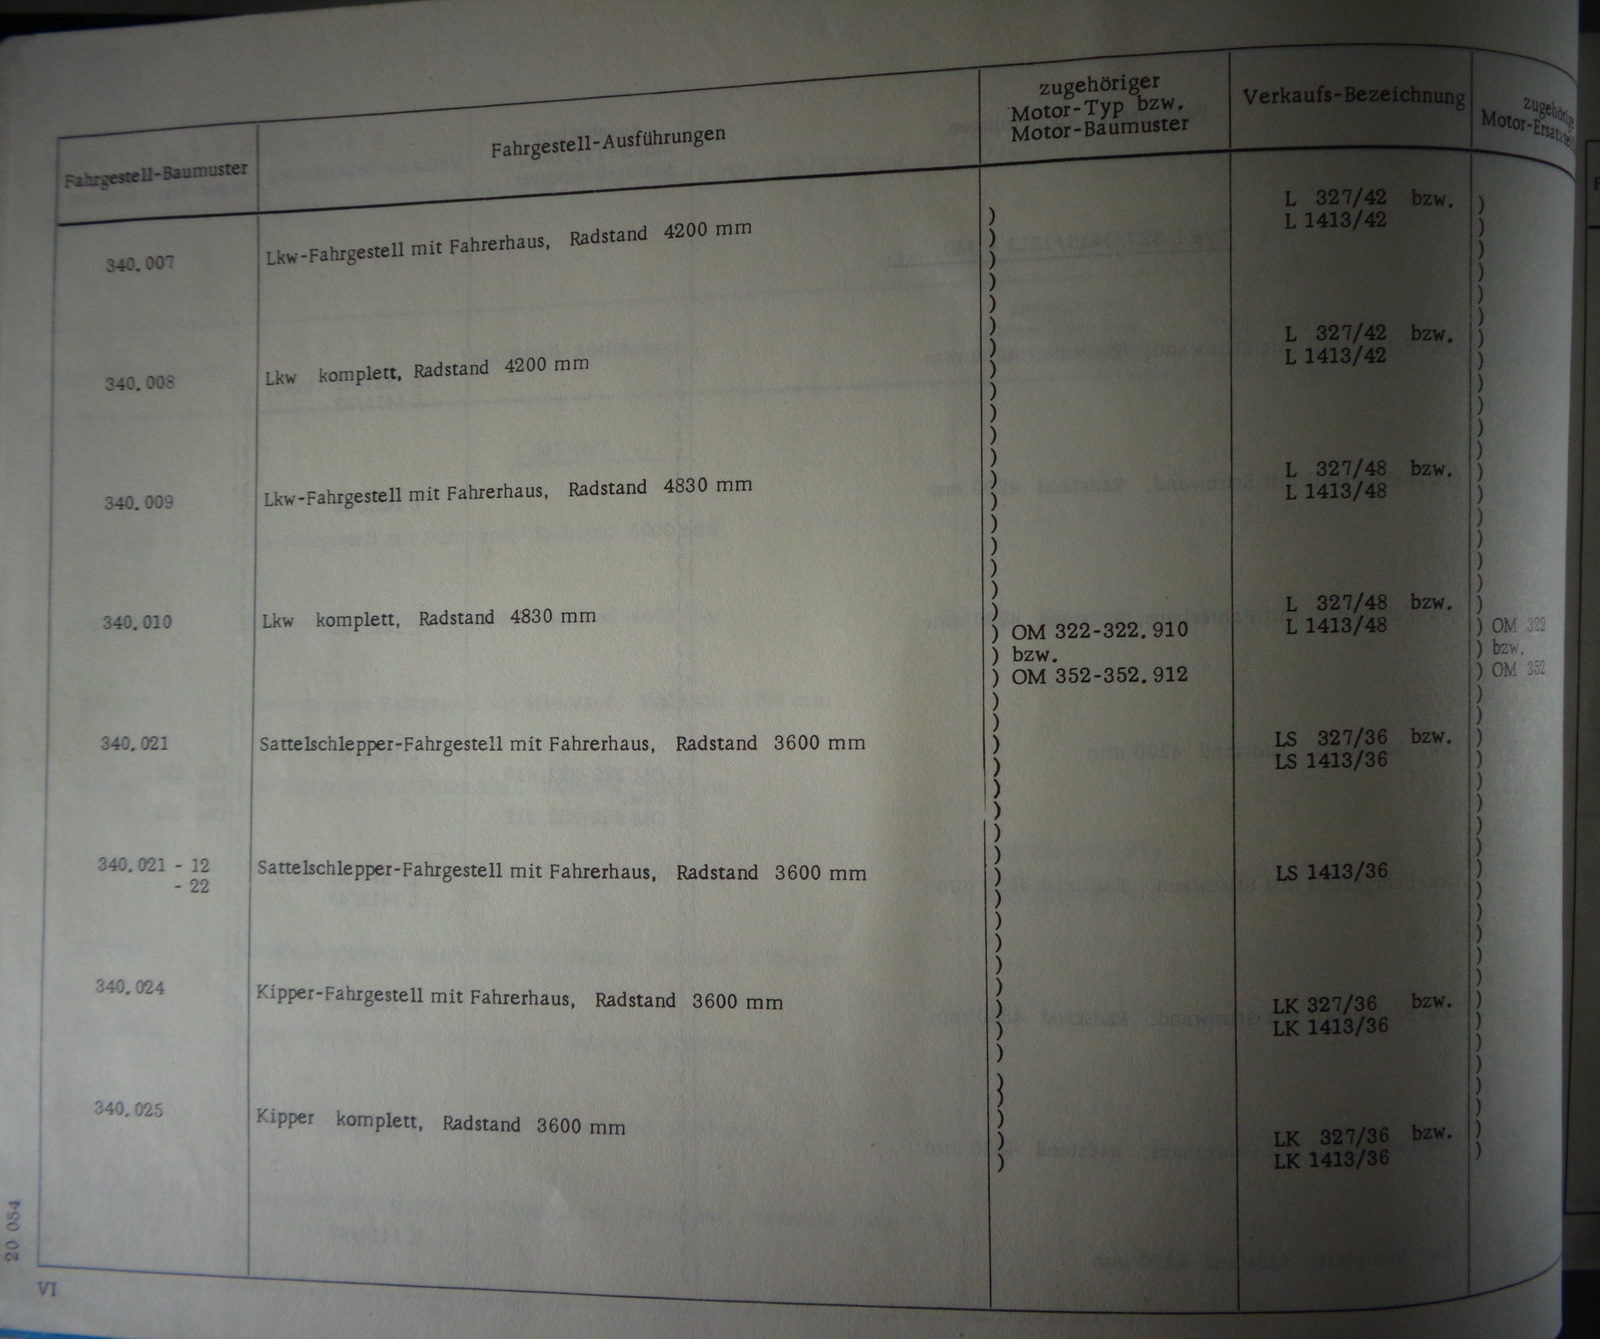 Fahrgestell-Baumuster
Fahrgestell-Ausführungen
zugehöriger
Motor-Typ bzw.
Motor-Baumuster
Verkaufs-Bezeichnung
340.007 Lkw-Fahrgestell mit Fahrerhaus, Radstand 4200 mm
L 327/42 bzw.
L 1413/42
340.008 Lkw komplett, Radstand 4200 mm
L 327/42 bzw.
L 1413/42
340.009 Lkw-Fahrgestell mit Fahrerhaus, Radstand 4830 mm
L 327/48 bzw.
L 1413/48
340.010 Lkw komplett, Radstand 4830 mm
L 327/48 bzw.
L 1413/48
) OM 322-322.910
) bzw.
) OM 352-352.912
) OM 322
) bzw.
) OM 352
340.021 Sattelschlepper-Fahrgestell mit Fahrerhaus, Radstand 3600 mm
LS 327/36 bzw.
LS 1413/36
340.021 - 12 Sattelschlepper-Fahrgestell mit Fahrerhaus, Radstand 3600 mm LS 1413/36
- 22
340.024 Kipper-Fahrgestell mit Fahrerhaus, Radstand 3600 mm
LK 327/36 bzw.
LK 1413/36
340.025 Kipper komplett, Radstand 3600 mm
LK 327/36 bzw.
LK 1413/36
20 054
VI